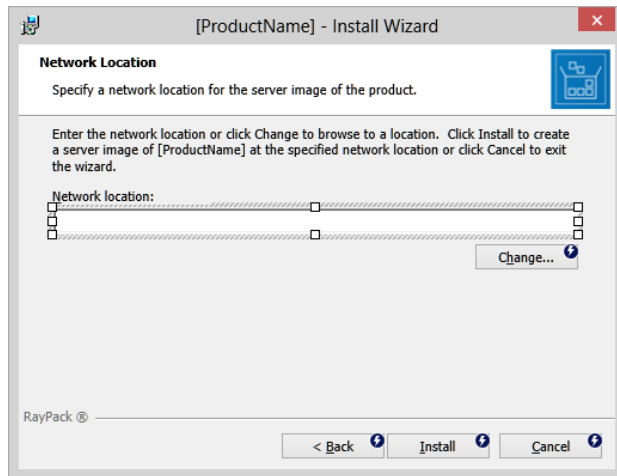 [ProductName] - Install Wizard
Network Location
Specify a network location for the server image of the product.
Enter the network location or click Change to browse to a location.  Click Install to create
a server image of [ProductName] at the specified network location or click Cancel to exit
the wizard.
Network location:
Change...
RayPack ®
< Back
Install
Cancel